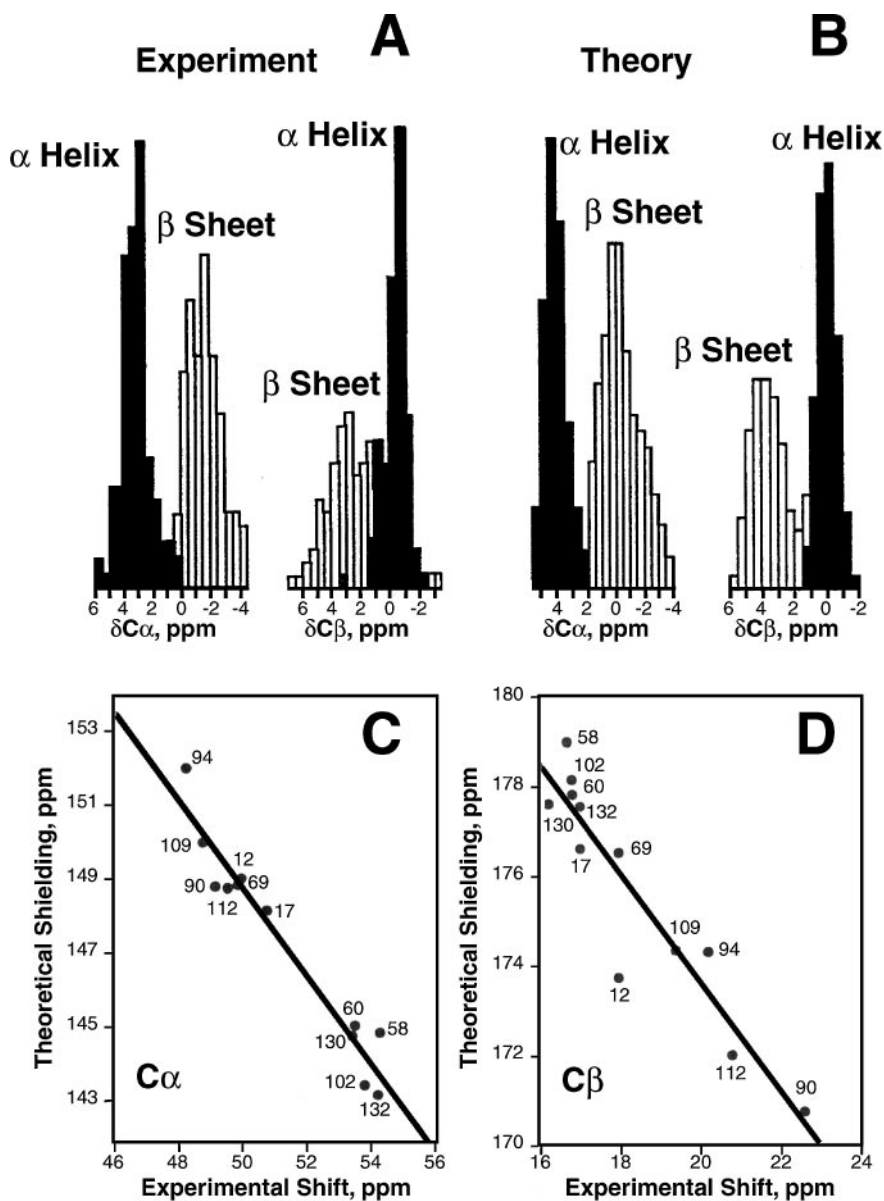 A
Experiment
α Helix
β Sheet
α Helix
β Sheet
6 4 2 0 -2 -4
δCα, ppm
6 4 2 0 -2
δCβ, ppm
B
Theory
α Helix
β Sheet
α Helix
β Sheet
4 2 0 -2 -4
δCα, ppm
6 4 2 0 -2
δCβ, ppm
C
Theoretical Shielding, ppm
153
151
149
147
145
143
94
109
12
90
69
112
17
60
58
130
102
132
Cα
46 48 50 52 54 56
Experimental Shift, ppm
D
Theoretical Shielding, ppm
180
178
176
174
172
170
58
102
60
130
132
17
69
109
94
12
112
90
Cβ
16 18 20 22 24
Experimental Shift, ppm